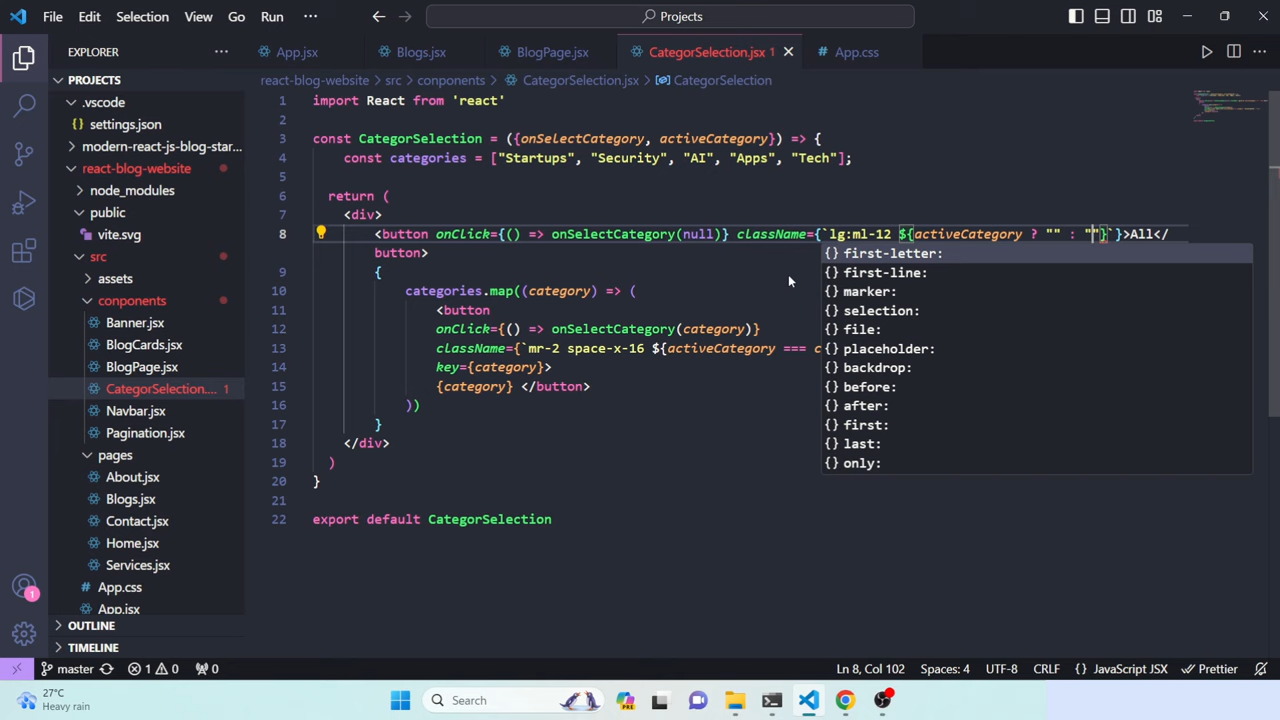 File Edit Selection View Go Run ··· Projects
EXPLORER ···
App.jsx Blogs.jsx BlogPage.jsx CategorSelection.jsx 1 App.css
PROJECTS
react-blog-website > src > conponents > CategorSelection.jsx > CategorSelection
.vscode
settings.json
modern-react-js-blog-star...
react-blog-website
node_modules
public
vite.svg
src
assets
conponents
Banner.jsx
BlogCards.jsx
BlogPage.jsx
CategorSelection.... 1
Navbar.jsx
Pagination.jsx
pages
About.jsx
Blogs.jsx
Contact.jsx
Home.jsx
Services.jsx
App.css
App.jsx
OUTLINE
TIMELINE
1 import React from 'react'
2
3 const CategorSelection = ({onSelectCategory, activeCategory}) => {
4 const categories = ["Startups", "Security", "AI", "Apps", "Tech"];
5
6 return (
7 <div>
8 <button onClick={() => onSelectCategory(null)} className={`lg:ml-12 ${activeCategory ? "" : ""}`}>All</
button>
9 {
10 categories.map((category) => (
11 <button
12 onClick={() => onSelectCategory(category)}
13 className={`mr-2 space-x-16 ${activeCategory === c
14 key={category}>
15 {category} </button>
16 ))
17 }
18 </div>
19 )
20 }
21
22 export default CategorSelection
{} first-letter:
{} first-line:
{} marker:
{} selection:
{} file:
{} placeholder:
{} backdrop:
{} before:
{} after:
{} first:
{} last:
{} only:
1
master 1 0 0 Ln 8, Col 102 Spaces: 4 UTF-8 CRLF {} JavaScript JSX Prettier
27°C
Heavy rain
Search
PRE